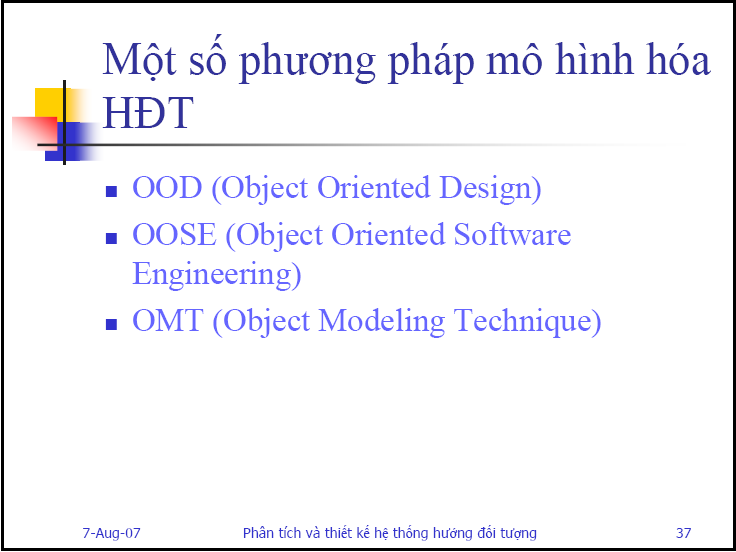 Một số phương pháp mô hình hóa
HĐT
OOD (Object Oriented Design)
OOSE (Object Oriented Software
Engineering)
OMT (Object Modeling Technique)
7-Aug-07 Phân tích và thiết kế hệ thống hướng đối tượng 37